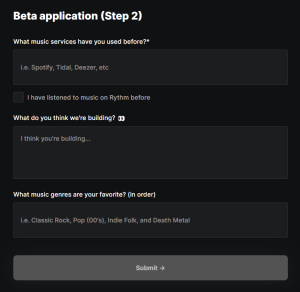 Beta application (Step 2)
What music services have you used before?*
i.e. Spotify, Tidal, Deezer, etc
I have listened to music on Rythm before
What do you think we're building? 👀
I think you're building...
What music genres are your favorite? (in order)
i.e. Classic Rock, Pop (00's), Indie Folk, and Death Metal
Submit →